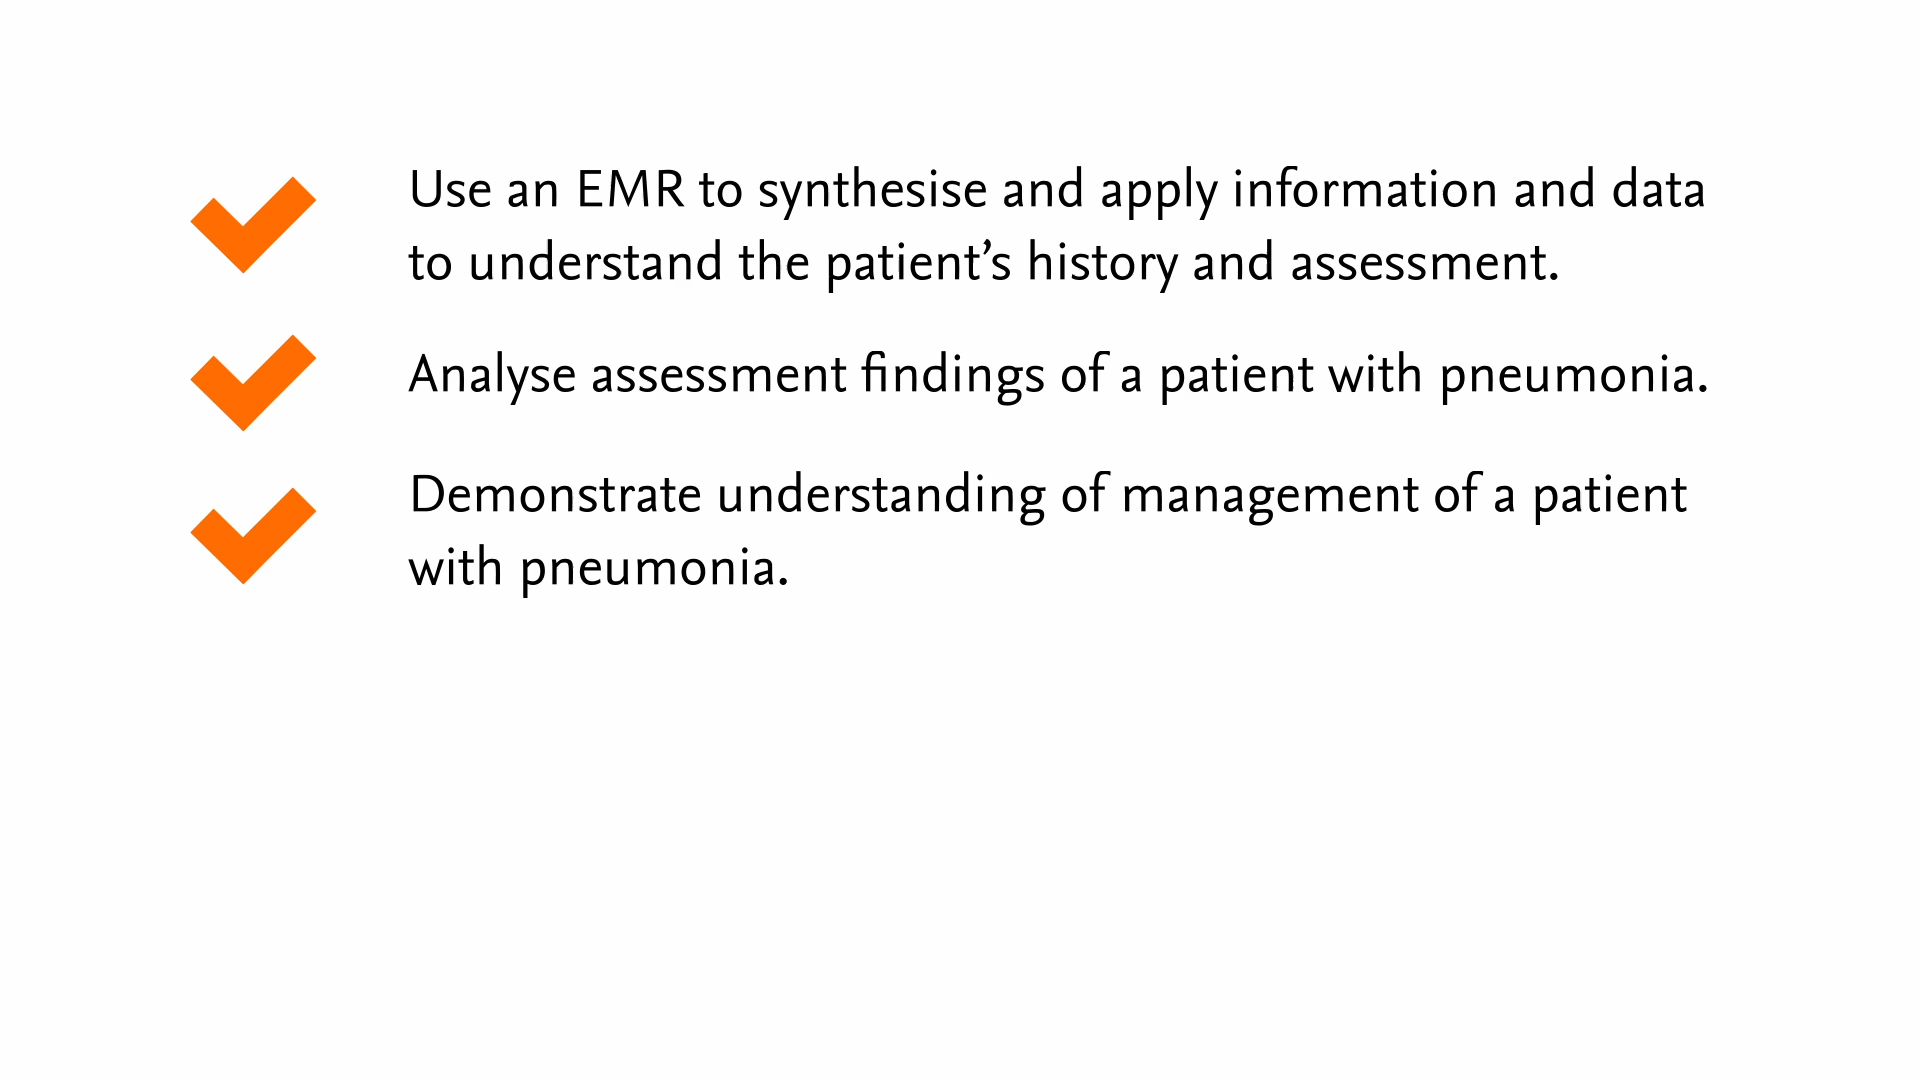 Use an EMR to synthesise and apply information and data
to understand the patient’s history and assessment.
Analyse assessment findings of a patient with pneumonia.
Demonstrate understanding of management of a patient
with pneumonia.